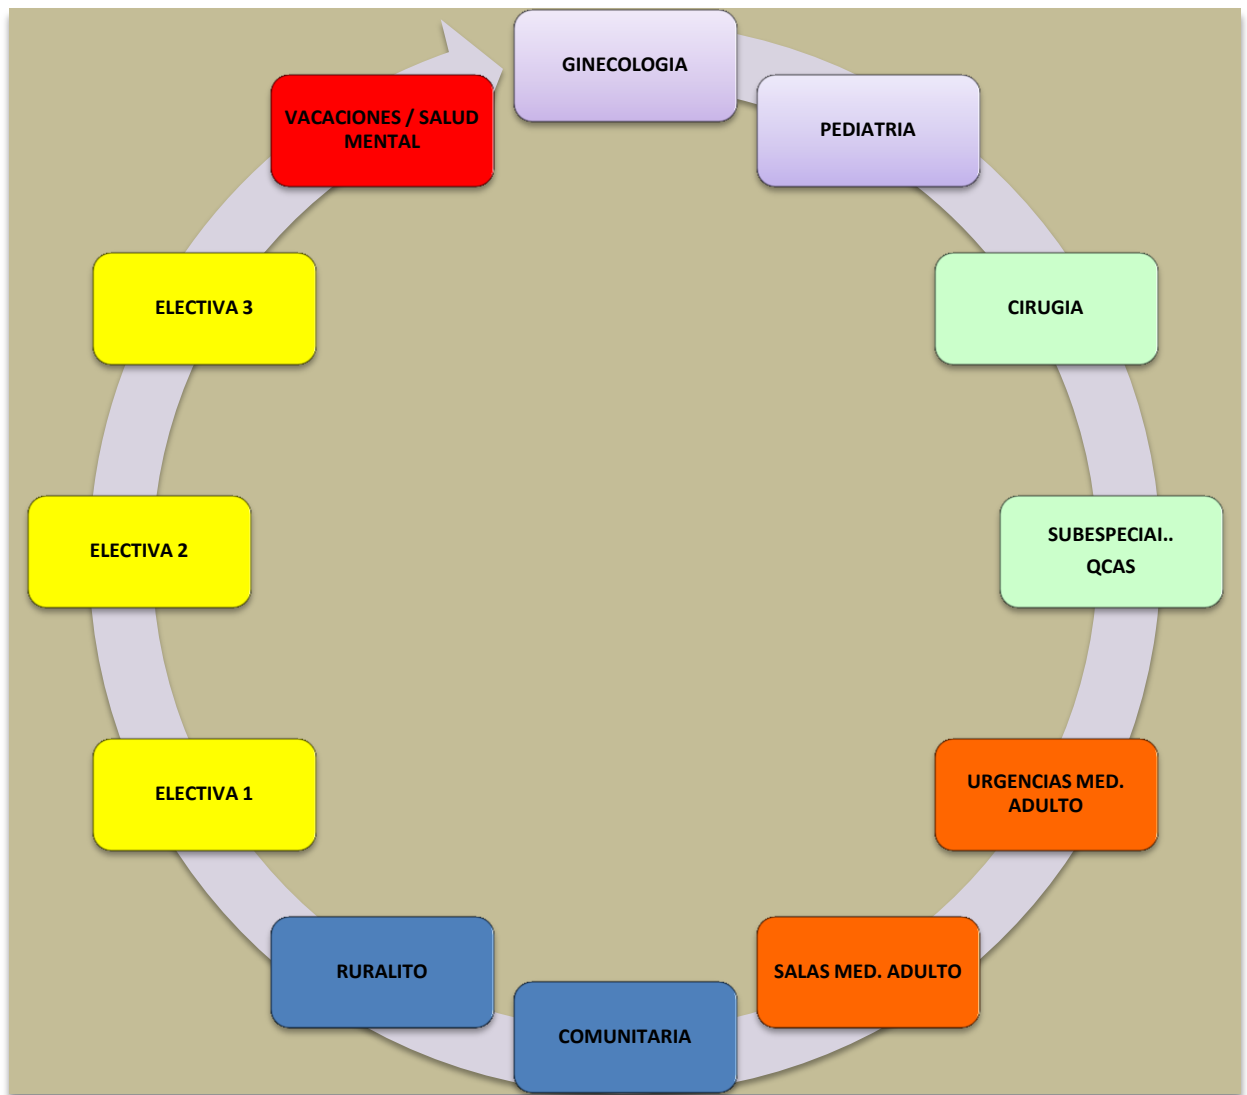 GINECOLOGIA
PEDIATRIA
CIRUGIA
SUBESPECIAI..
QCAS
URGENCIAS MED.
ADULTO
SALAS MED. ADULTO
COMUNITARIA
RURALITO
ELECTIVA 1
ELECTIVA 2
ELECTIVA 3
VACACIONES / SALUD
MENTAL